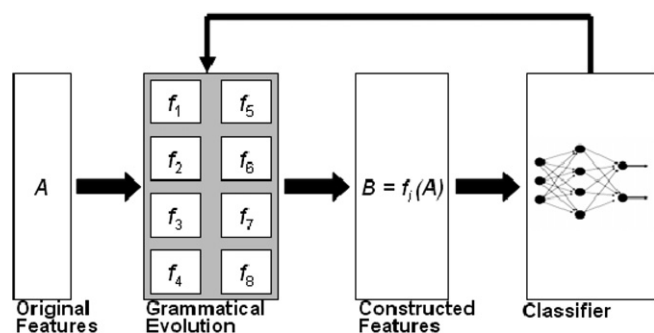 f1 f5
f2 f6
A B = fi(A)
f3 f7
f4 f8
Original Grammatical Constructed Classifier
Features Evolution Features